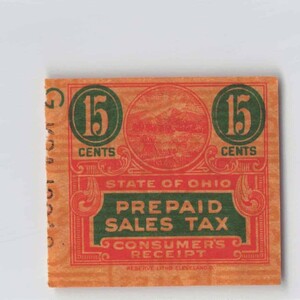 15 15
CENTS CENTS
STATE OF OHIO
PREPAID
SALES TAX
CONSUMER'S
RECEIPT